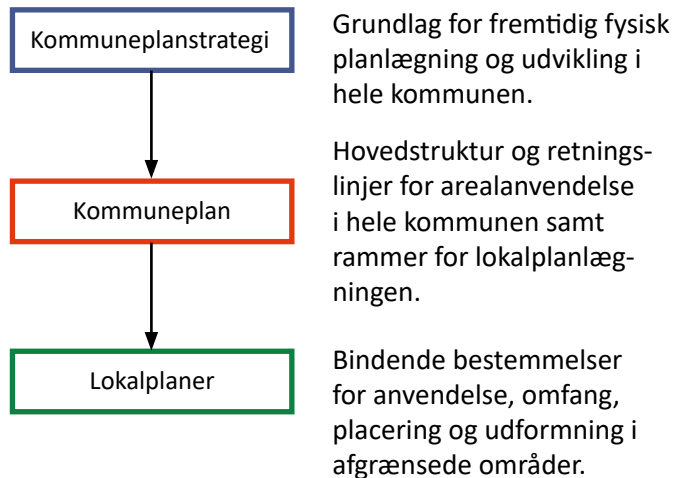 Kommuneplanstrategi
Grundlag for fremtidig fysisk
planlægning og udvikling i
hele kommunen.
Kommuneplan
Hovedstruktur og retnings-
linjer for arealanvendelse
i hele kommunen samt
rammer for lokalplanlæg-
ningen.
Lokalplaner
Bindende bestemmelser
for anvendelse, omfang,
placering og udformning i
afgrænsede områder.